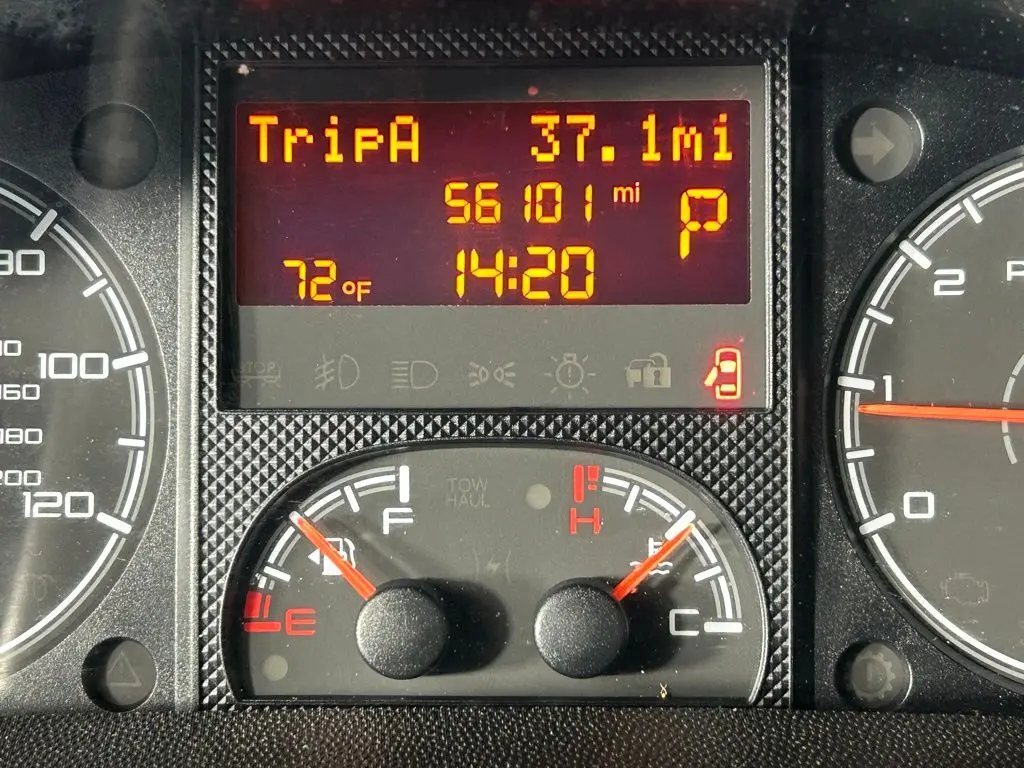 TripA 37.1mi
56101 mi P
72°F 14:20
80
2
100
160
1
180
200
120
0
STOP
TOW
HAUL
F
H
E
C